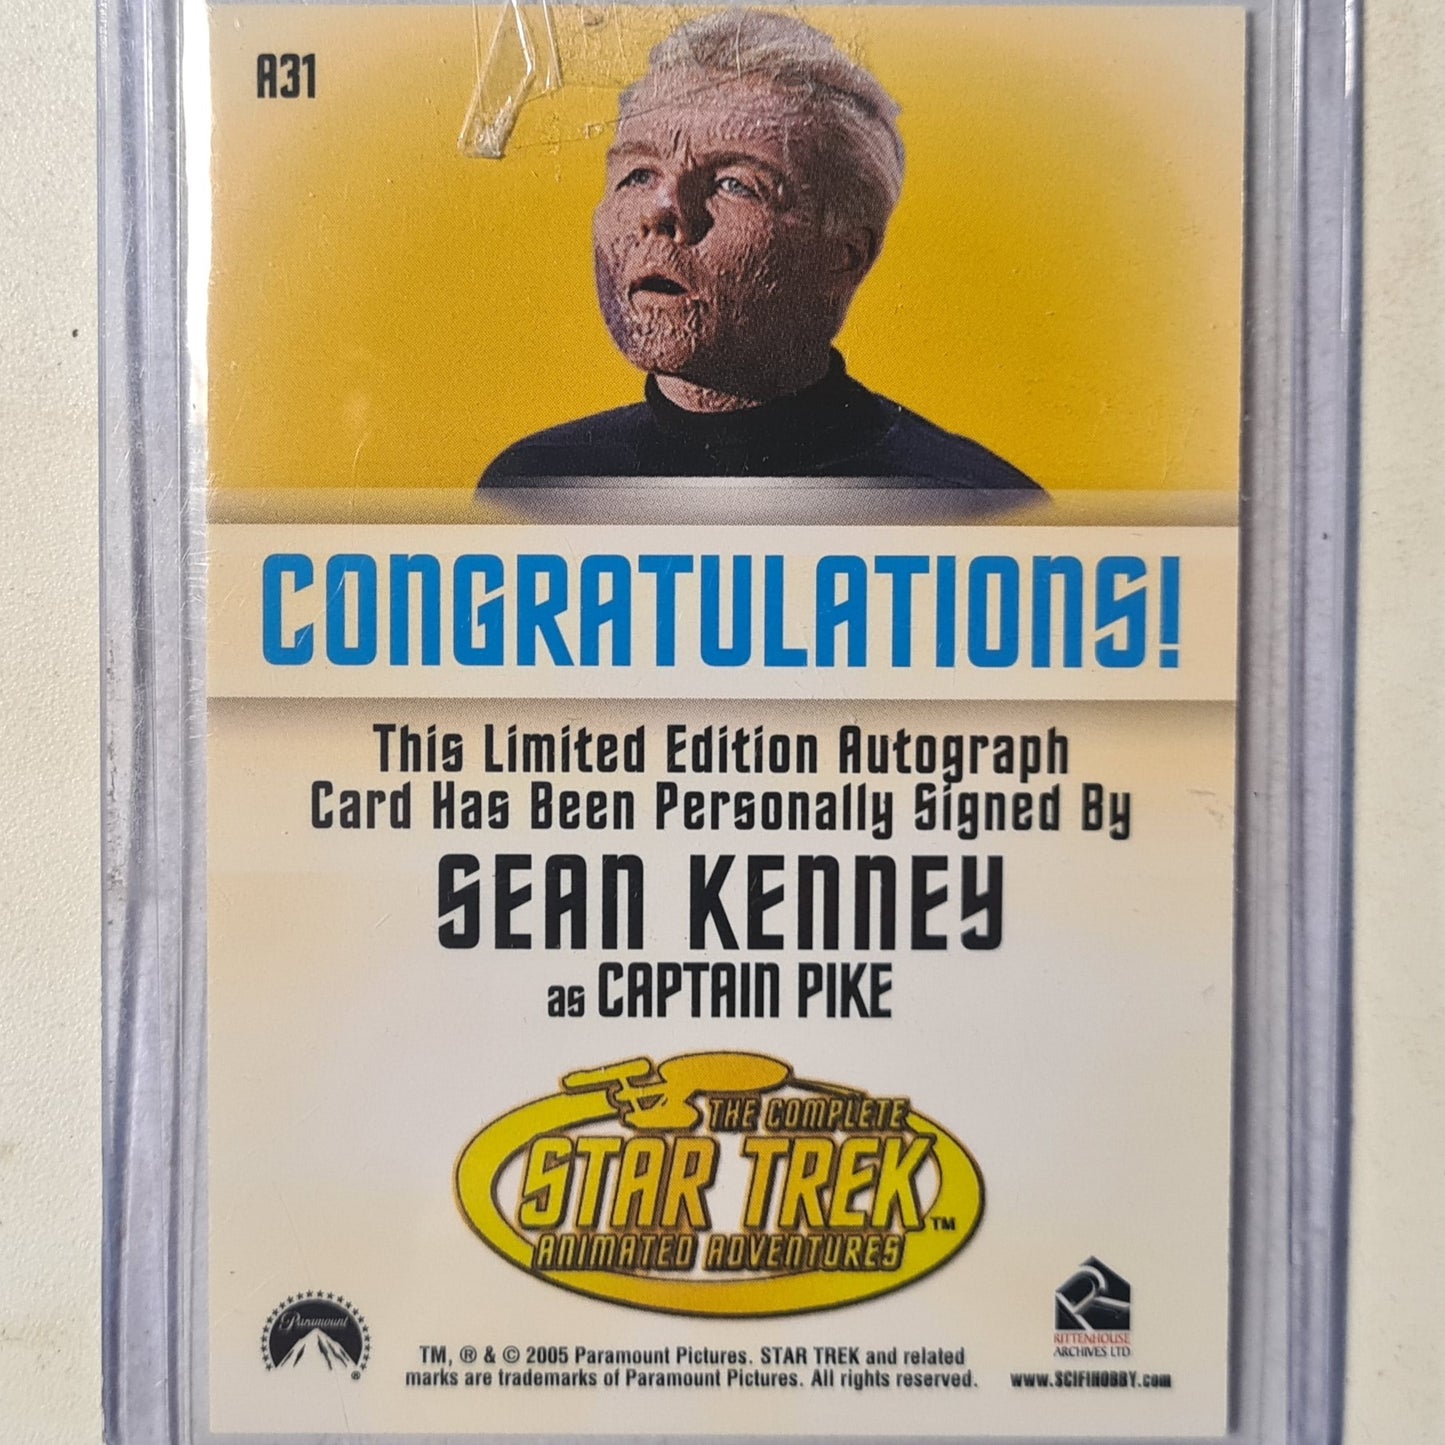 A31
CONGRATULATIONS!
This Limited Edition Autograph
Card Has Been Personally Signed By
SEAN KENNEY
as CAPTAIN PIKE
THE COMPLETE
STAR TREK™
ANIMATED ADVENTURES
Paramount
®
TM, ® & © 2005 Paramount Pictures. STAR TREK and related
marks are trademarks of Paramount Pictures. All rights reserved.
RITTENHOUSE
ARCHIVES LTD
www.SCIFIHOBBY.com